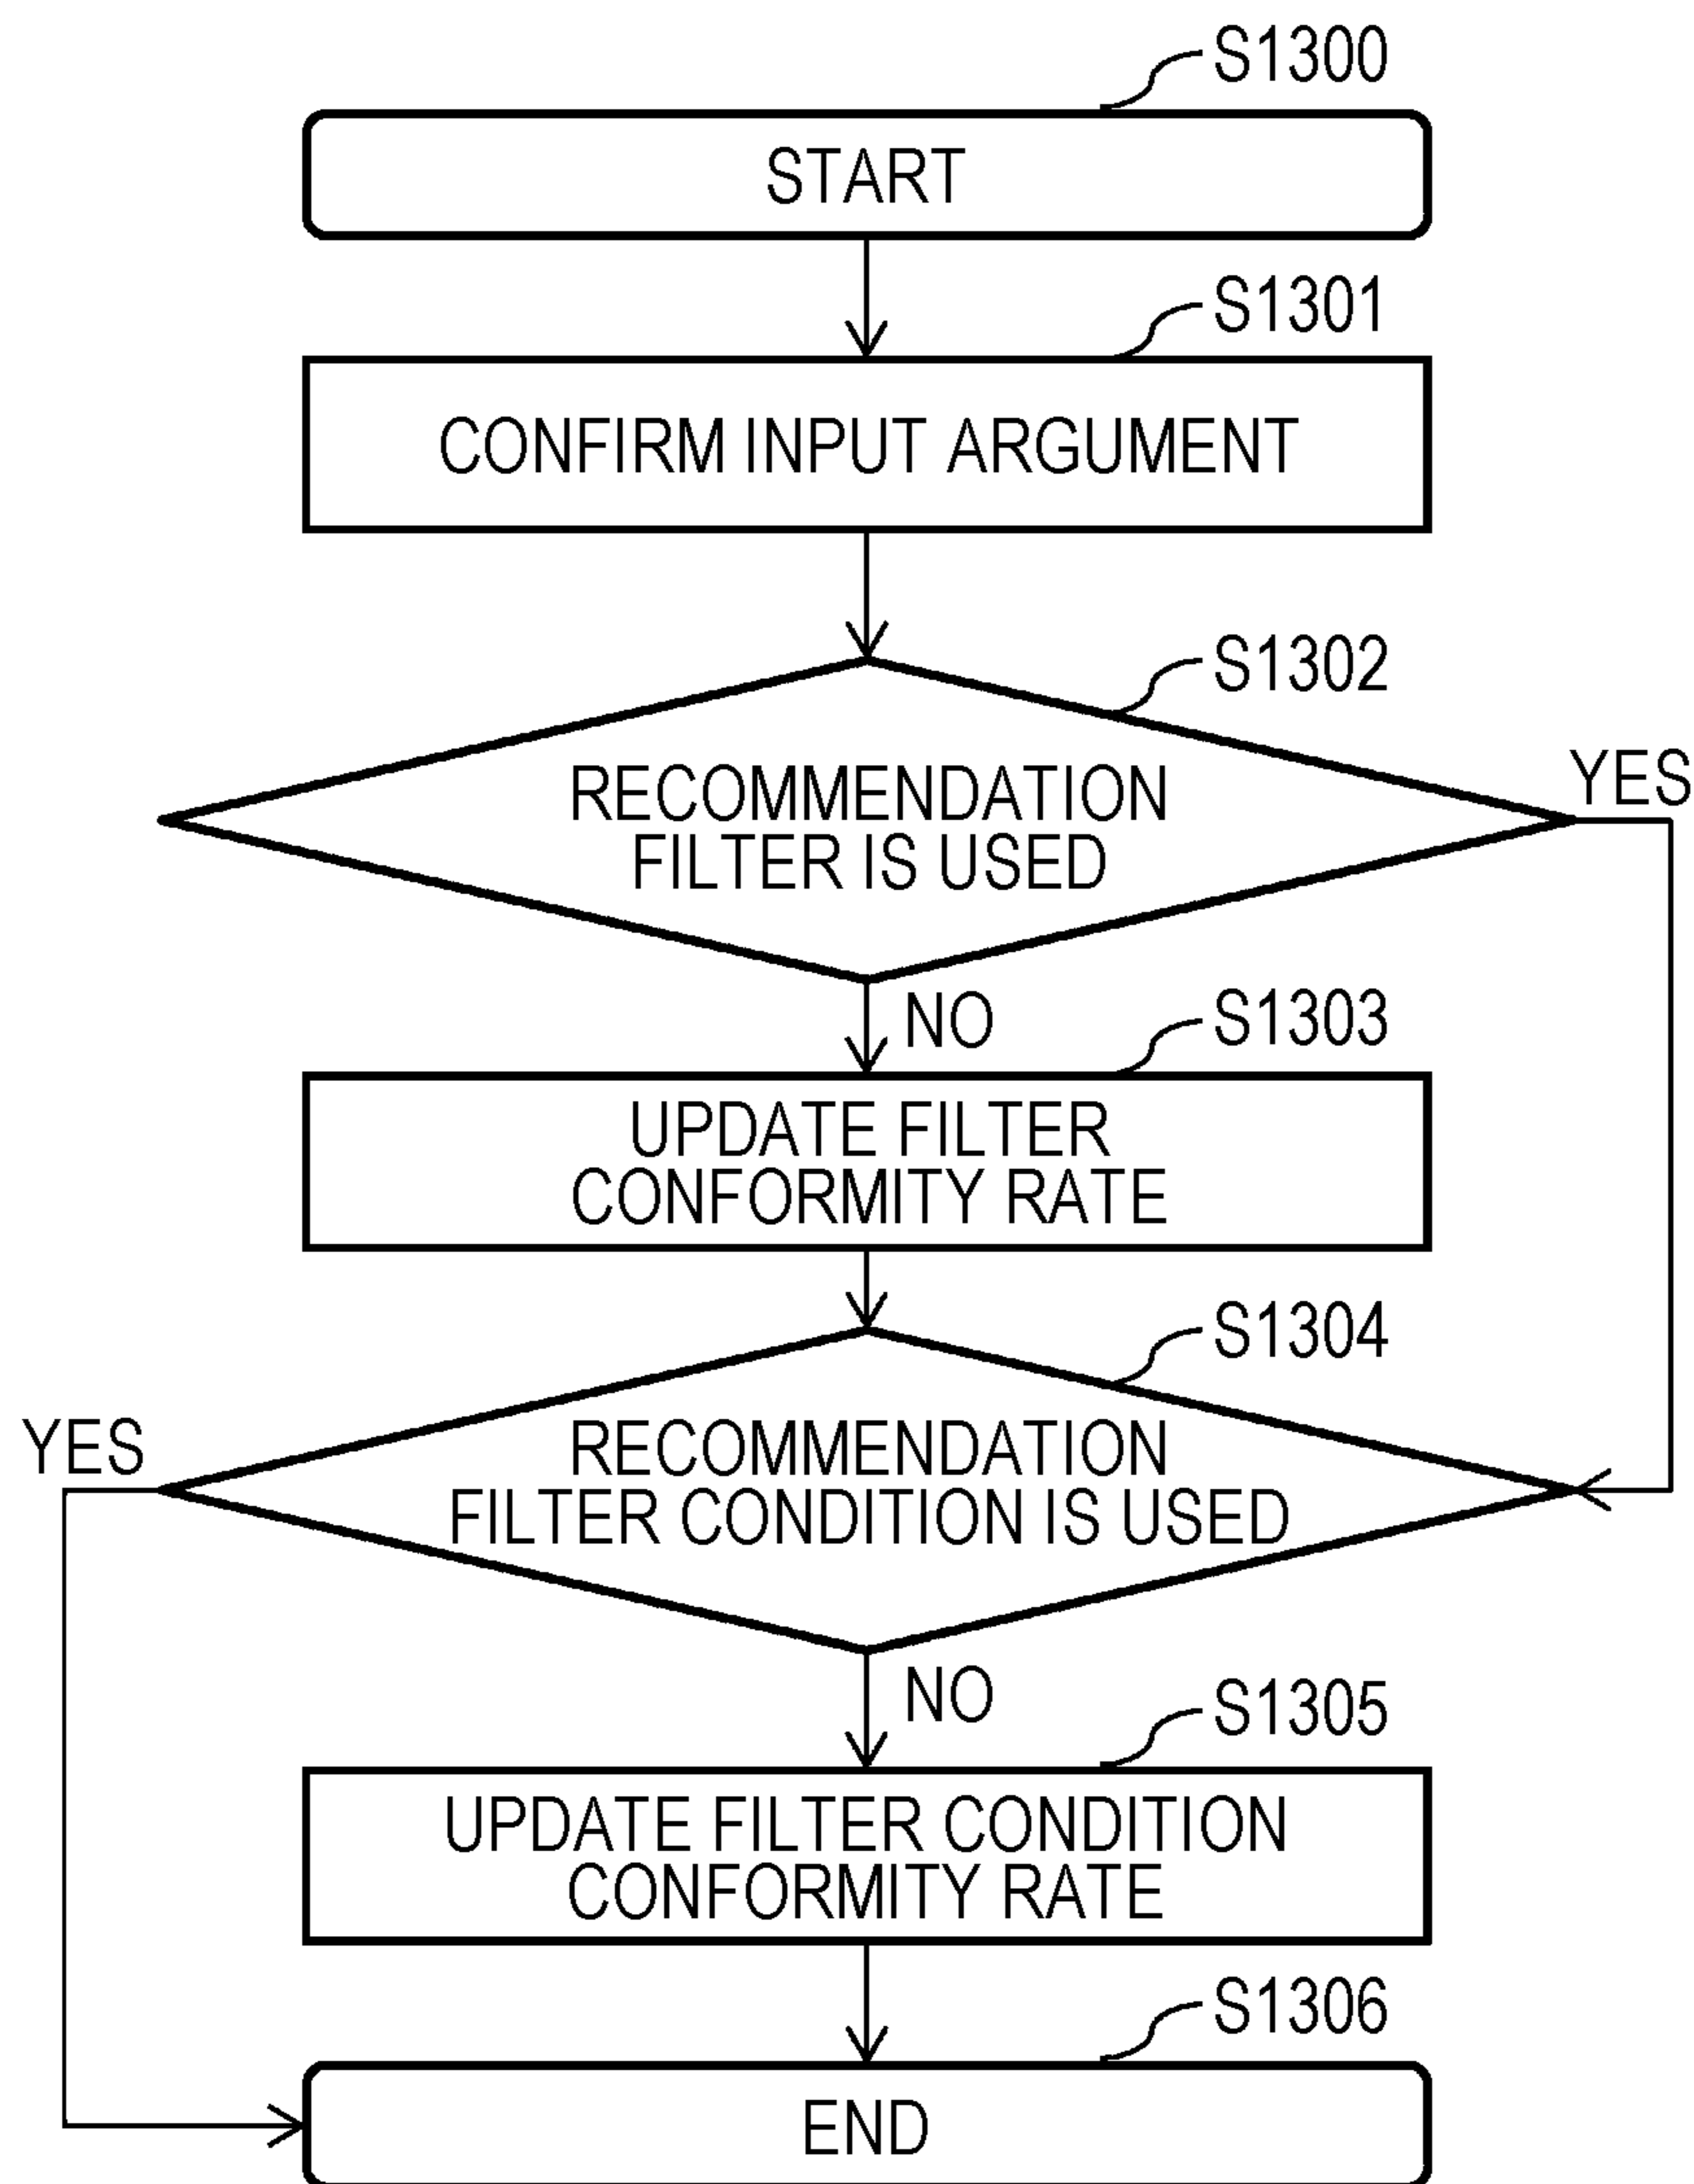 S1300
START
S1301
CONFIRM INPUT ARGUMENT
S1302
RECOMMENDATION
FILTER IS USED
YES
NO
S1303
UPDATE FILTER
CONFORMITY RATE
S1304
RECOMMENDATION
FILTER CONDITION IS USED
YES
NO
S1305
UPDATE FILTER CONDITION
CONFORMITY RATE
S1306
END